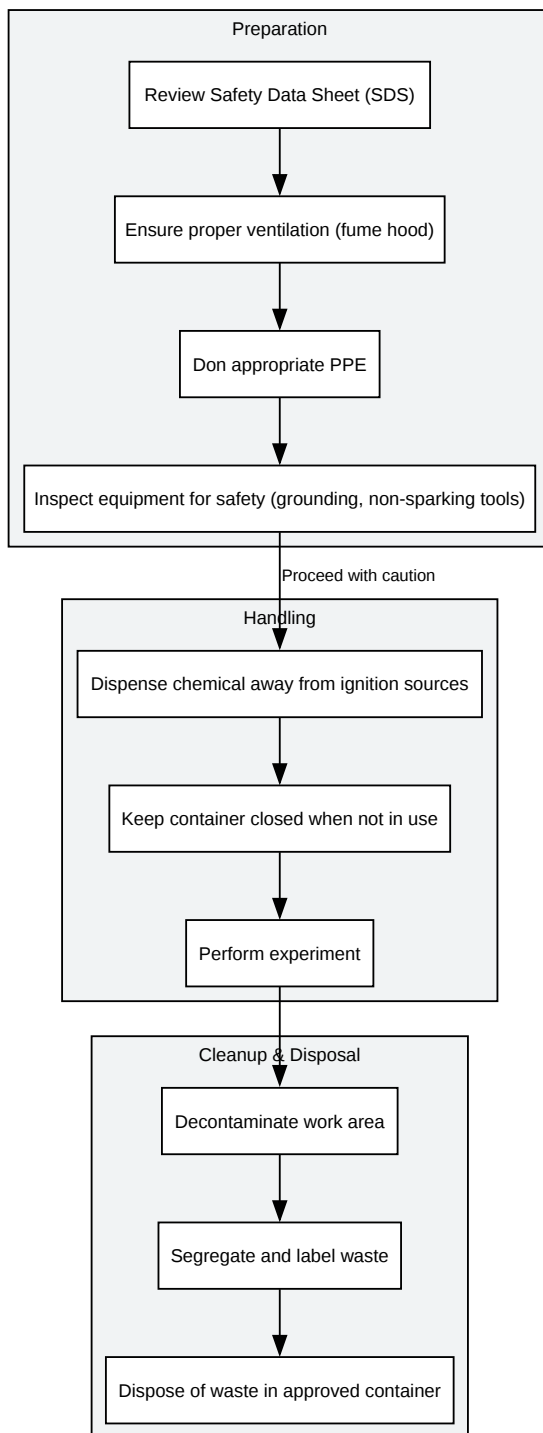 Preparation
Review Safety Data Sheet (SDS)
Ensure proper ventilation (fume hood)
Don appropriate PPE
Inspect equipment for safety (grounding, non-sparking tools)
Proceed with caution
Handling
Dispense chemical away from ignition sources
Keep container closed when not in use
Perform experiment
Cleanup & Disposal
Decontaminate work area
Segregate and label waste
Dispose of waste in approved container